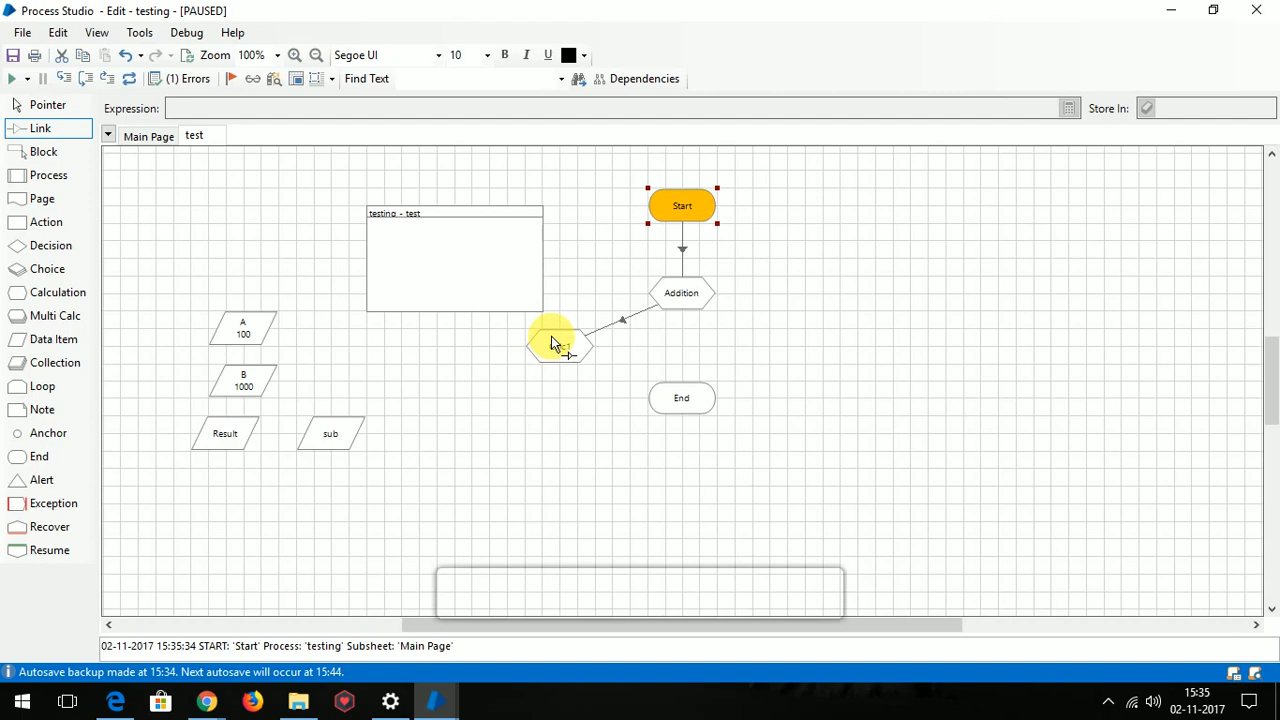 Process Studio - Edit - testing - [PAUSED]
File Edit View Tools Debug Help
Zoom 100% Segoe UI 10 B I U
(1) Errors Find Text Dependencies
Pointer
Link
Block
Process
Page
Action
Decision
Choice
Calculation
Multi Calc
Data Item
Collection
Loop
Note
Anchor
End
Alert
Exception
Recover
Resume
Expression: Store In:
Main Page test
Start
testing - test
Addition
A
100
B
1000
End
Result sub
02-11-2017 15:35:34 START: 'Start' Process: 'testing' Subsheet: 'Main Page'
Autosave backup made at 15:34. Next autosave will occur at 15:44.
15:35
02-11-2017